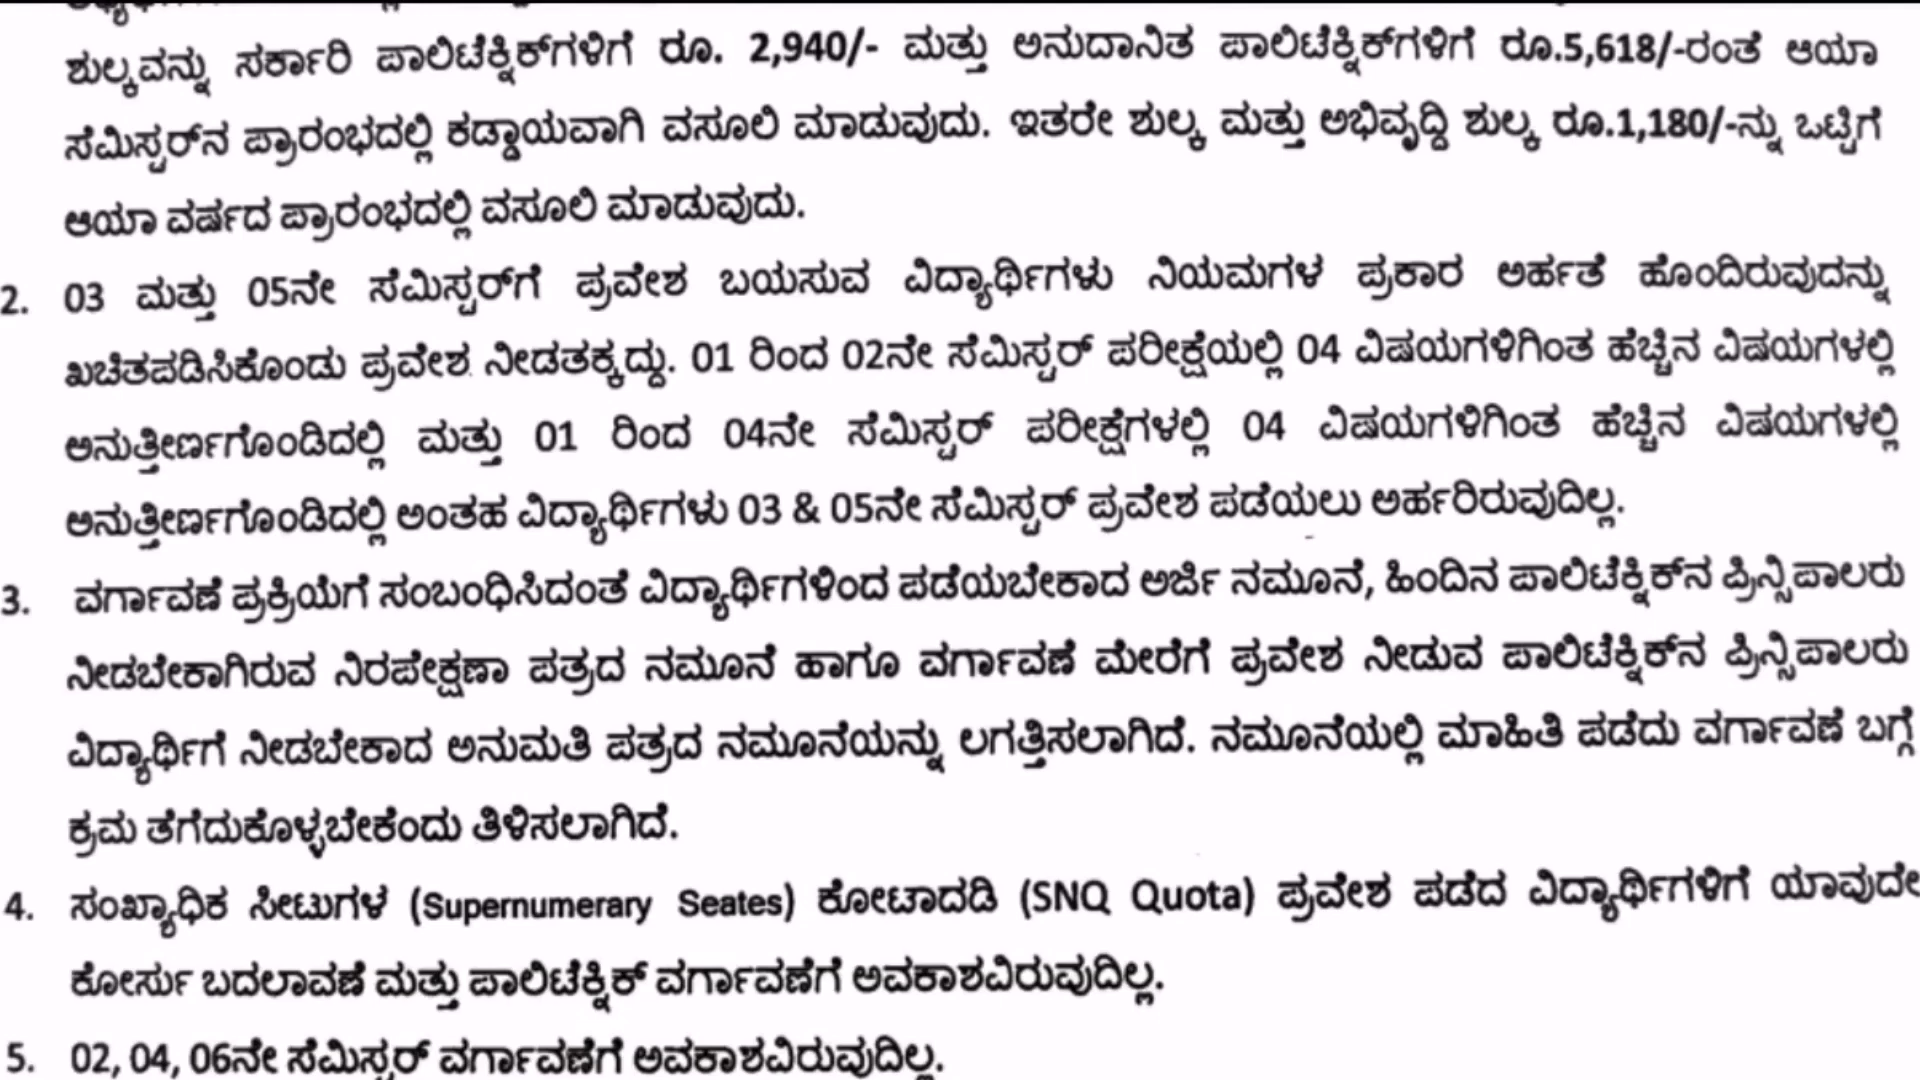 ಶುಲ್ಕವನ್ನು ಸರ್ಕಾರಿ ಪಾಲಿಟೆಕ್ನಿಕ್‌ಗಳಿಗೆ ರೂ. 2,940/- ಮತ್ತು ಅನುದಾನಿತ ಪಾಲಿಟೆಕ್ನಿಕ್‌ಗಳಿಗೆ ರೂ.5,618/-ರಂತೆ ಆಯಾ
ಸೆಮಿಸ್ಟರ್‌ನ ಪ್ರಾರಂಭದಲ್ಲಿ ಕಡ್ಡಾಯವಾಗಿ ವಸೂಲಿ ಮಾಡುವುದು. ಇತರೇ ಶುಲ್ಕ ಮತ್ತು ಅಭಿವೃದ್ದಿ ಶುಲ್ಕ ರೂ.1,180/-ನ್ನು ಒಟ್ಟಿಗೆ
ಆಯಾ ವರ್ಷದ ಪ್ರಾರಂಭದಲ್ಲಿ ವಸೂಲಿ ಮಾಡುವುದು.
2. 03 ಮತ್ತು 05ನೇ ಸೆಮಿಸ್ಟರ್‌ಗೆ ಪ್ರವೇಶ ಬಯಸುವ ವಿದ್ಯಾರ್ಥಿಗಳು ನಿಯಮಗಳ ಪ್ರಕಾರ ಅರ್ಹತೆ ಹೊಂದಿರುವುದನ್ನು
ಖಚಿತಪಡಿಸಿಕೊಂಡು ಪ್ರವೇಶ ನೀಡತಕ್ಕದ್ದು. 01 ರಿಂದ 02ನೇ ಸೆಮಿಸ್ಟರ್ ಪರೀಕ್ಷೆಯಲ್ಲಿ 04 ವಿಷಯಗಳಿಗಿಂತ ಹೆಚ್ಚಿನ ವಿಷಯಗಳಲ್ಲಿ
ಅನುತ್ತೀರ್ಣಗೊಂಡಿದಲ್ಲಿ ಮತ್ತು 01 ರಿಂದ 04ನೇ ಸೆಮಿಸ್ಟರ್ ಪರೀಕ್ಷೆಗಳಲ್ಲಿ 04 ವಿಷಯಗಳಿಗಿಂತ ಹೆಚ್ಚಿನ ವಿಷಯಗಳಲ್ಲಿ
ಅನುತ್ತೀರ್ಣಗೊಂಡಿದಲ್ಲಿ ಅಂತಹ ವಿದ್ಯಾರ್ಥಿಗಳು 03 & 05ನೇ ಸೆಮಿಸ್ಟರ್ ಪ್ರವೇಶ ಪಡೆಯಲು ಅರ್ಹರಿರುವುದಿಲ್ಲ.
3. ವರ್ಗಾವಣೆ ಪ್ರಕ್ರಿಯೆಗೆ ಸಂಬಂಧಿಸಿದಂತೆ ವಿದ್ಯಾರ್ಥಿಗಳಿಂದ ಪಡೆಯಬೇಕಾದ ಅರ್ಜಿ ನಮೂನೆ, ಹಿಂದಿನ ಪಾಲಿಟೆಕ್ನಿಕ್‌ನ ಪ್ರಿನ್ಸಿಪಾಲರು
ನೀಡಬೇಕಾಗಿರುವ ನಿರಪೇಕ್ಷಣಾ ಪತ್ರದ ನಮೂನೆ ಹಾಗೂ ವರ್ಗಾವಣೆ ಮೇರೆಗೆ ಪ್ರವೇಶ ನೀಡುವ ಪಾಲಿಟೆಕ್ನಿಕ್‌ನ ಪ್ರಿನ್ಸಿಪಾಲರು
ವಿದ್ಯಾರ್ಥಿಗೆ ನೀಡಬೇಕಾದ ಅನುಮತಿ ಪತ್ರದ ನಮೂನೆಯನ್ನು ಲಗತ್ತಿಸಲಾಗಿದೆ. ನಮೂನೆಯಲ್ಲಿ ಮಾಹಿತಿ ಪಡೆದು ವರ್ಗಾವಣೆ ಬಗ್ಗೆ
ಕ್ರಮ ತೆಗೆದುಕೊಳ್ಳಬೇಕೆಂದು ತಿಳಿಸಲಾಗಿದೆ.
4. ಸಂಖ್ಯಾಧಿಕ ಸೀಟುಗಳ (Supernumerary Seates) ಕೋಟಾದಡಿ (SNQ Quota) ಪ್ರವೇಶ ಪಡೆದ ವಿದ್ಯಾರ್ಥಿಗಳಿಗೆ ಯಾವುದೇ
ಕೋರ್ಸು ಬದಲಾವಣೆ ಮತ್ತು ಪಾಲಿಟೆಕ್ನಿಕ್ ವರ್ಗಾವಣೆಗೆ ಅವಕಾಶವಿರುವುದಿಲ್ಲ.
5. 02, 04, 06ನೇ ಸೆಮಿಸ್ಟರ್ ವರ್ಗಾವಣೆಗೆ ಅವಕಾಶವಿರುವುದಿಲ್ಲ.